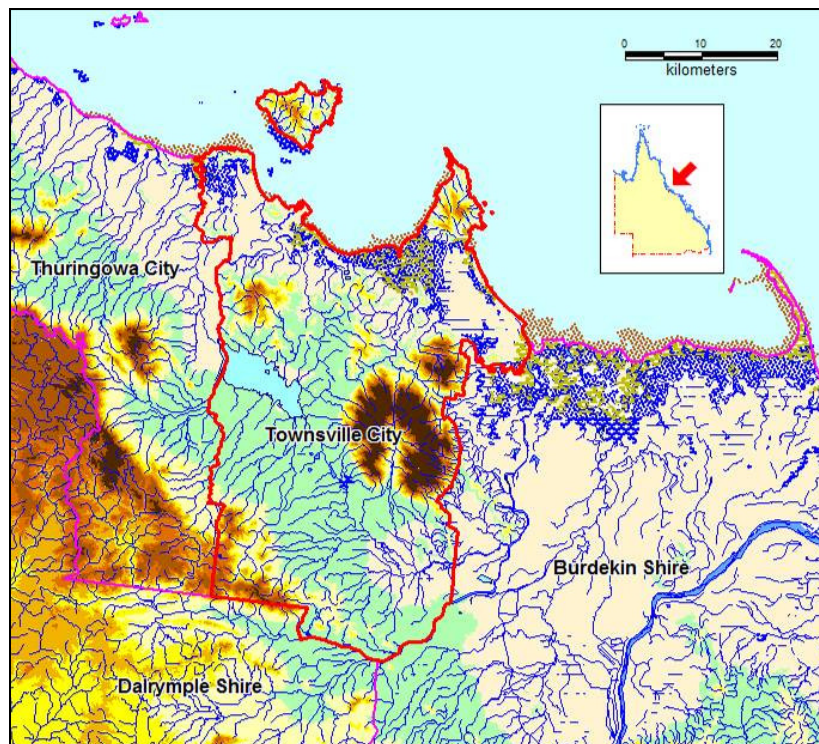 0 10 20
kilometers
Thuringowa City
Townsville City
Burdekin Shire
Dalrymple Shire